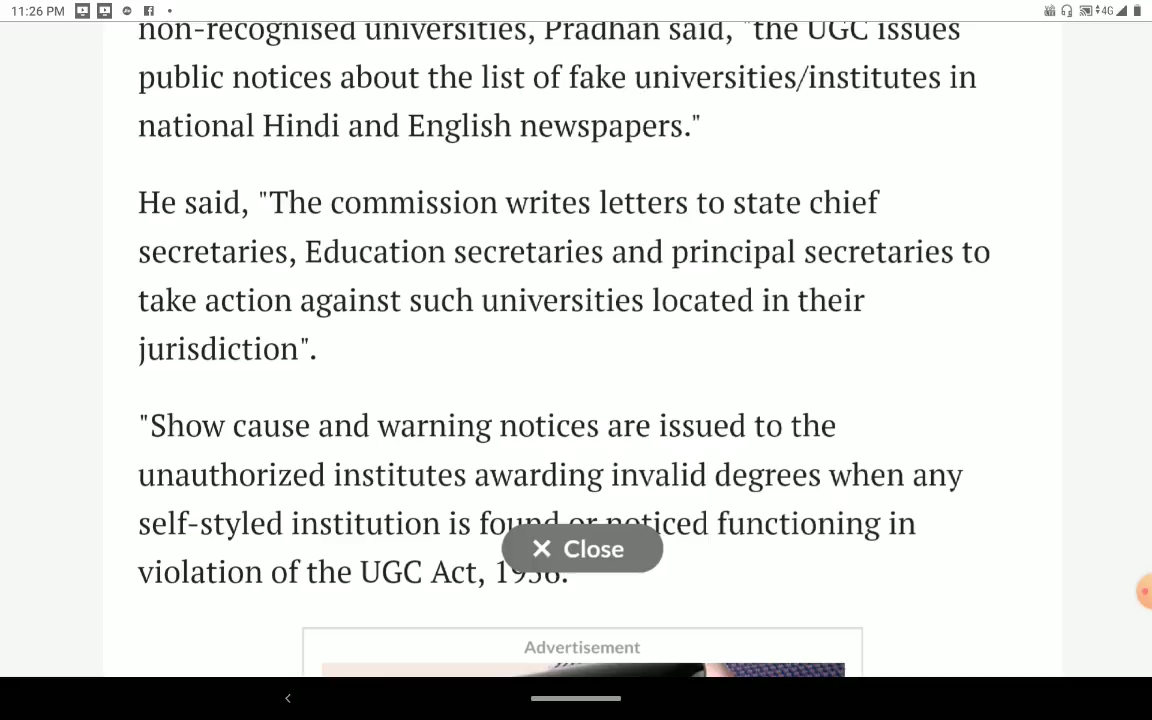 11:26 PM
4G
non-recognised universities, Pradhan said, "the UGC issues
public notices about the list of fake universities/institutes in
national Hindi and English newspapers."
He said, "The commission writes letters to state chief
secretaries, Education secretaries and principal secretaries to
take action against such universities located in their
jurisdiction".
"Show cause and warning notices are issued to the
unauthorized institutes awarding invalid degrees when any
self-styled institution is found or noticed functioning in
× Close
violation of the UGC Act, 1956.
Advertisement